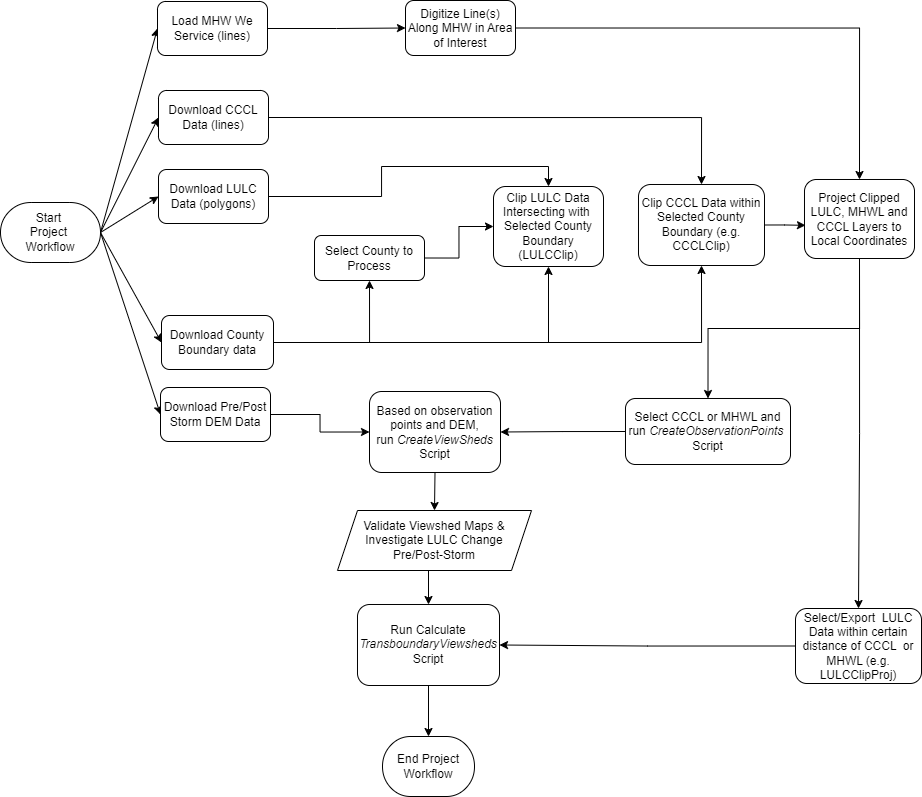 Load MHW We
Service (lines)
Digitize Line(s)
Along MHW in Area
of Interest
Download CCCL
Data (lines)
Download LULC
Data (polygons)
Start
Project
Workflow
Clip LULC Data
Intersecting with
Selected County
Boundary
(LULCClip)
Clip CCCL Data within
Selected County
Boundary (e.g.
CCCLClip)
Project Clipped
LULC, MHWL and
CCCL Layers to
Local Coordinates
Select County to
Process
Download County
Boundary data
Download Pre/Post
Storm DEM Data
Based on observation
points and DEM,
run CreateViewSheds
Script
Select CCCL or MHWL and
run CreateObservationPoints
Script
Validate Viewshed Maps &
Investigate LULC Change
Pre/Post-Storm
Run Calculate
TransboundaryViewsheds
Script
Select/Export LULC
Data within certain
distance of CCCL or
MHWL (e.g.
LULCClipProj)
End Project
Workflow